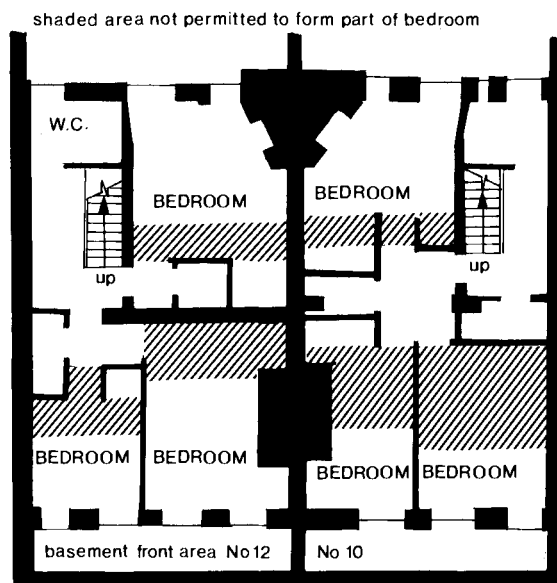 shaded area not permitted to form part of bedroom
W.C.
BEDROOM
BEDROOM
up
up
BEDROOM
BEDROOM
BEDROOM
BEDROOM
basement front area No 12
No 10